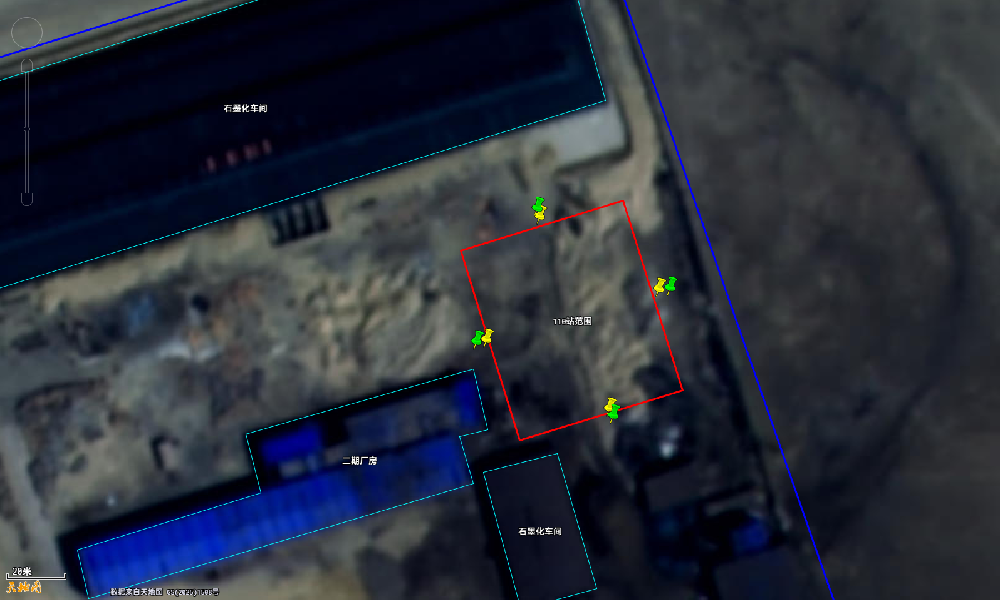 石墨化车间
110站范围
二期厂房
石墨化车间
20米
天地图
数据来自天地图 GS(2025)1508号